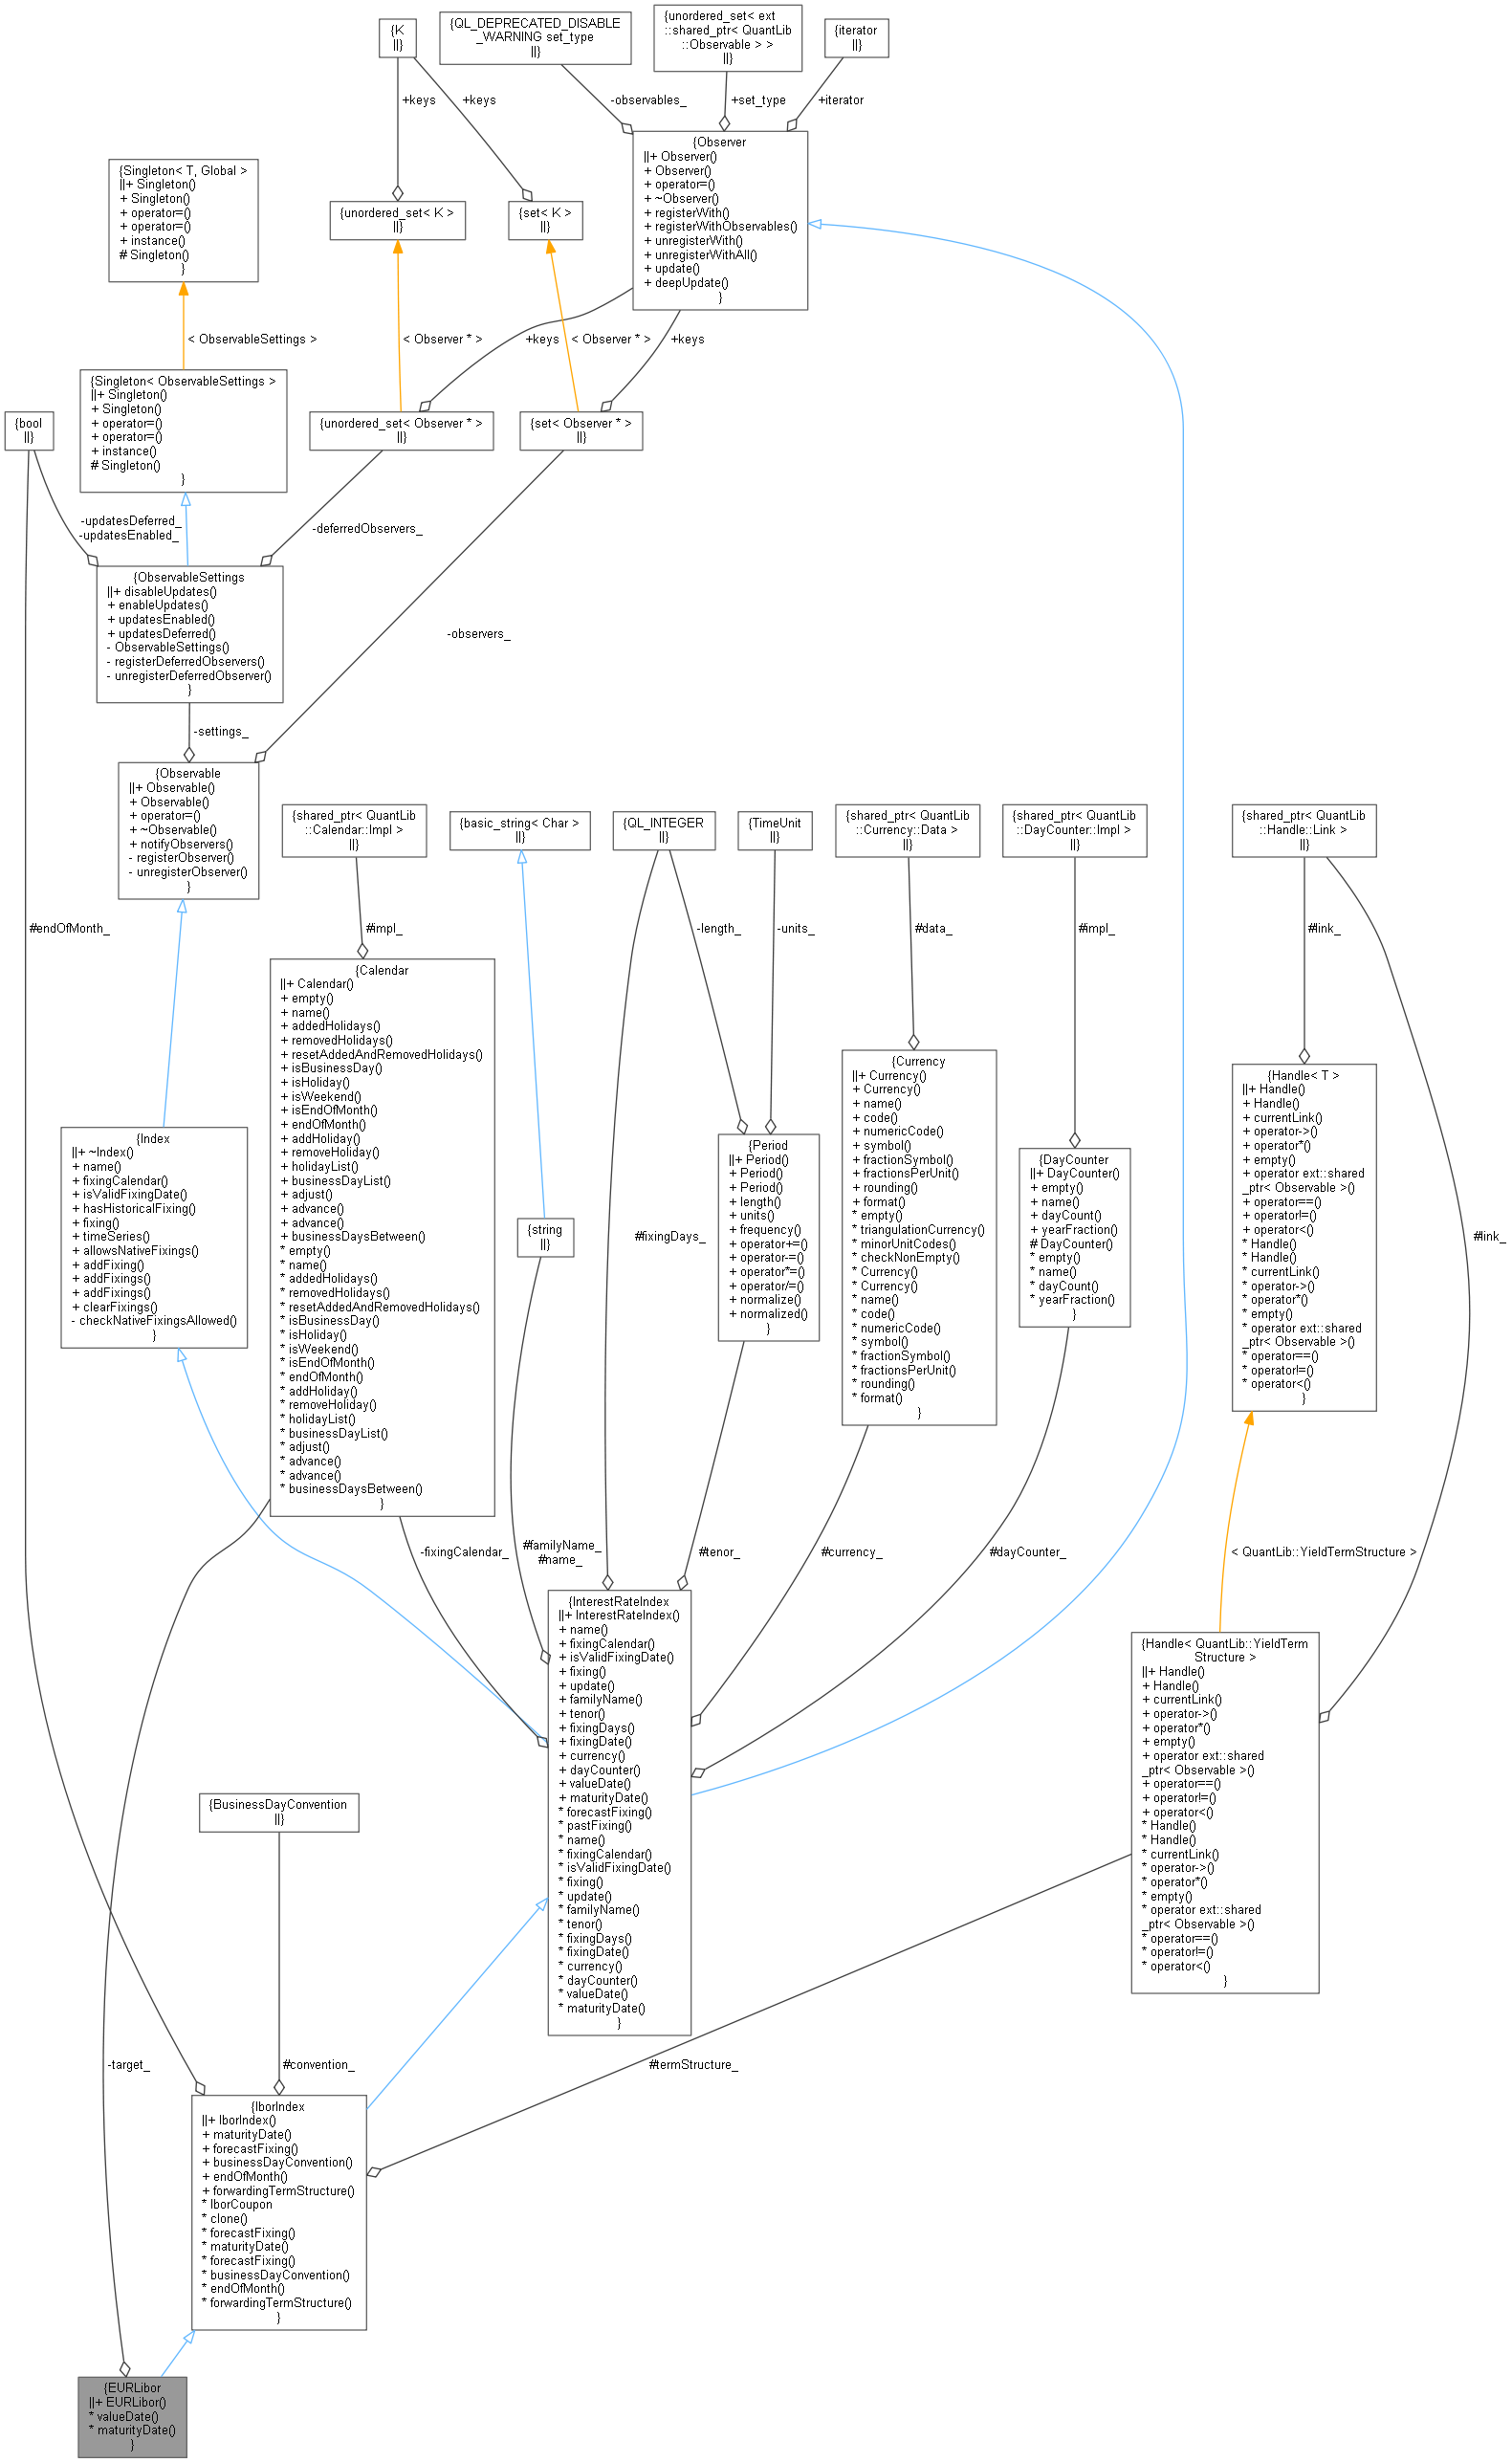 {K
||}
{QL_DEPRECATED_DISABLE
_WARNING set_type
||}
{unordered_set< ext
::shared_ptr< QuantLib
::Observable > >
||}
{iterator
||}
+keys
+keys
-observables_
+set_type
+iterator
{Observer
||+ Observer()
+ Observer()
+ operator=()
+ ~Observer()
+ registerWith()
+ registerWithObservables()
+ unregisterWith()
+ unregisterWithAll()
+ update()
+ deepUpdate()
}
{Singleton< T, Global >
||+ Singleton()
+ Singleton()
+ operator=()
+ operator=()
+ instance()
# Singleton()
}
{unordered_set< K >
||}
{set< K >
||}
< ObservableSettings >
< Observer * >
+keys
< Observer * >
+keys
{Singleton< ObservableSettings >
||+ Singleton()
+ Singleton()
+ operator=()
+ operator=()
+ instance()
# Singleton()
}
{bool
||}
{unordered_set< Observer * >
||}
{set< Observer * >
||}
-updatesDeferred_
-updatesEnabled_
-deferredObservers_
{ObservableSettings
||+ disableUpdates()
+ enableUpdates()
+ updatesEnabled()
+ updatesDeferred()
- ObservableSettings()
- registerDeferredObservers()
- unregisterDeferredObserver()
}
-observers_
-settings_
{Observable
||+ Observable()
+ Observable()
+ operator=()
+ ~Observable()
+ notifyObservers()
- registerObserver()
- unregisterObserver()
}
{shared_ptr< QuantLib
::Calendar::Impl >
||}
{basic_string< Char >
||}
{QL_INTEGER
||}
{TimeUnit
||}
{shared_ptr< QuantLib
::Currency::Data >
||}
{shared_ptr< QuantLib
::DayCounter::Impl >
||}
{shared_ptr< QuantLib
::Handle::Link >
||}
#endOfMonth_
#impl_
-length_
-units_
#data_
#impl_
#link_
{Calendar
||+ Calendar()
+ empty()
+ name()
+ addedHolidays()
+ removedHolidays()
+ resetAddedAndRemovedHolidays()
+ isBusinessDay()
+ isHoliday()
+ isWeekend()
+ isEndOfMonth()
+ endOfMonth()
+ addHoliday()
+ removeHoliday()
+ holidayList()
+ businessDayList()
+ adjust()
+ advance()
+ advance()
+ businessDaysBetween()
* empty()
* name()
* addedHolidays()
* removedHolidays()
* resetAddedAndRemovedHolidays()
* isBusinessDay()
* isHoliday()
* isWeekend()
* isEndOfMonth()
* endOfMonth()
* addHoliday()
* removeHoliday()
* holidayList()
* businessDayList()
* adjust()
* advance()
* advance()
* businessDaysBetween()
}
{Currency
||+ Currency()
+ Currency()
+ name()
+ code()
+ numericCode()
+ symbol()
+ fractionSymbol()
+ fractionsPerUnit()
+ rounding()
+ format()
* empty()
* triangulationCurrency()
* minorUnitCodes()
* checkNonEmpty()
* Currency()
* Currency()
* name()
* code()
* numericCode()
* symbol()
* fractionSymbol()
* fractionsPerUnit()
* rounding()
* format()
}
{Handle< T >
||+ Handle()
+ Handle()
+ currentLink()
+ operator->()
+ operator*()
+ empty()
+ operator ext::shared
_ptr< Observable >()
+ operator==()
+ operator!=()
+ operator<()
* Handle()
* Handle()
* currentLink()
* operator->()
* operator*()
* empty()
* operator ext::shared
_ptr< Observable >()
* operator==()
* operator!=()
* operator<()
}
{Index
||+ ~Index()
+ name()
+ fixingCalendar()
+ isValidFixingDate()
+ hasHistoricalFixing()
+ fixing()
+ timeSeries()
+ allowsNativeFixings()
+ addFixing()
+ addFixings()
+ addFixings()
+ clearFixings()
- checkNativeFixingsAllowed()
}
{Period
||+ Period()
+ Period()
+ Period()
+ length()
+ units()
+ frequency()
+ operator+=()
+ operator-=()
+ operator*=()
+ operator/=()
+ normalize()
+ normalized()
}
{DayCounter
||+ DayCounter()
+ empty()
+ name()
+ dayCount()
+ yearFraction()
# DayCounter()
* empty()
* name()
* dayCount()
* yearFraction()
}
{string
||}
#fixingDays_
#link_
-fixingCalendar_
#familyName_
#name_
#tenor_
#currency_
#dayCounter_
< QuantLib::YieldTermStructure >
{InterestRateIndex
||+ InterestRateIndex()
+ name()
+ fixingCalendar()
+ isValidFixingDate()
+ fixing()
+ update()
+ familyName()
+ tenor()
+ fixingDays()
+ fixingDate()
+ currency()
+ dayCounter()
+ valueDate()
+ maturityDate()
* forecastFixing()
* pastFixing()
* name()
* fixingCalendar()
* isValidFixingDate()
* fixing()
* update()
* familyName()
* tenor()
* fixingDays()
* fixingDate()
* currency()
* dayCounter()
* valueDate()
* maturityDate()
}
{Handle< QuantLib::YieldTerm
Structure >
||+ Handle()
+ Handle()
+ currentLink()
+ operator->()
+ operator*()
+ empty()
+ operator ext::shared
_ptr< Observable >()
+ operator==()
+ operator!=()
+ operator<()
* Handle()
* Handle()
* currentLink()
* operator->()
* operator*()
* empty()
* operator ext::shared
_ptr< Observable >()
* operator==()
* operator!=()
* operator<()
}
{BusinessDayConvention
||}
-target_
#convention_
#termStructure_
{IborIndex
||+ IborIndex()
+ maturityDate()
+ forecastFixing()
+ businessDayConvention()
+ endOfMonth()
+ forwardingTermStructure()
* IborCoupon
* clone()
* forecastFixing()
* maturityDate()
* forecastFixing()
* businessDayConvention()
* endOfMonth()
* forwardingTermStructure()
}
{EURLibor
||+ EURLibor()
* valueDate()
* maturityDate()
}